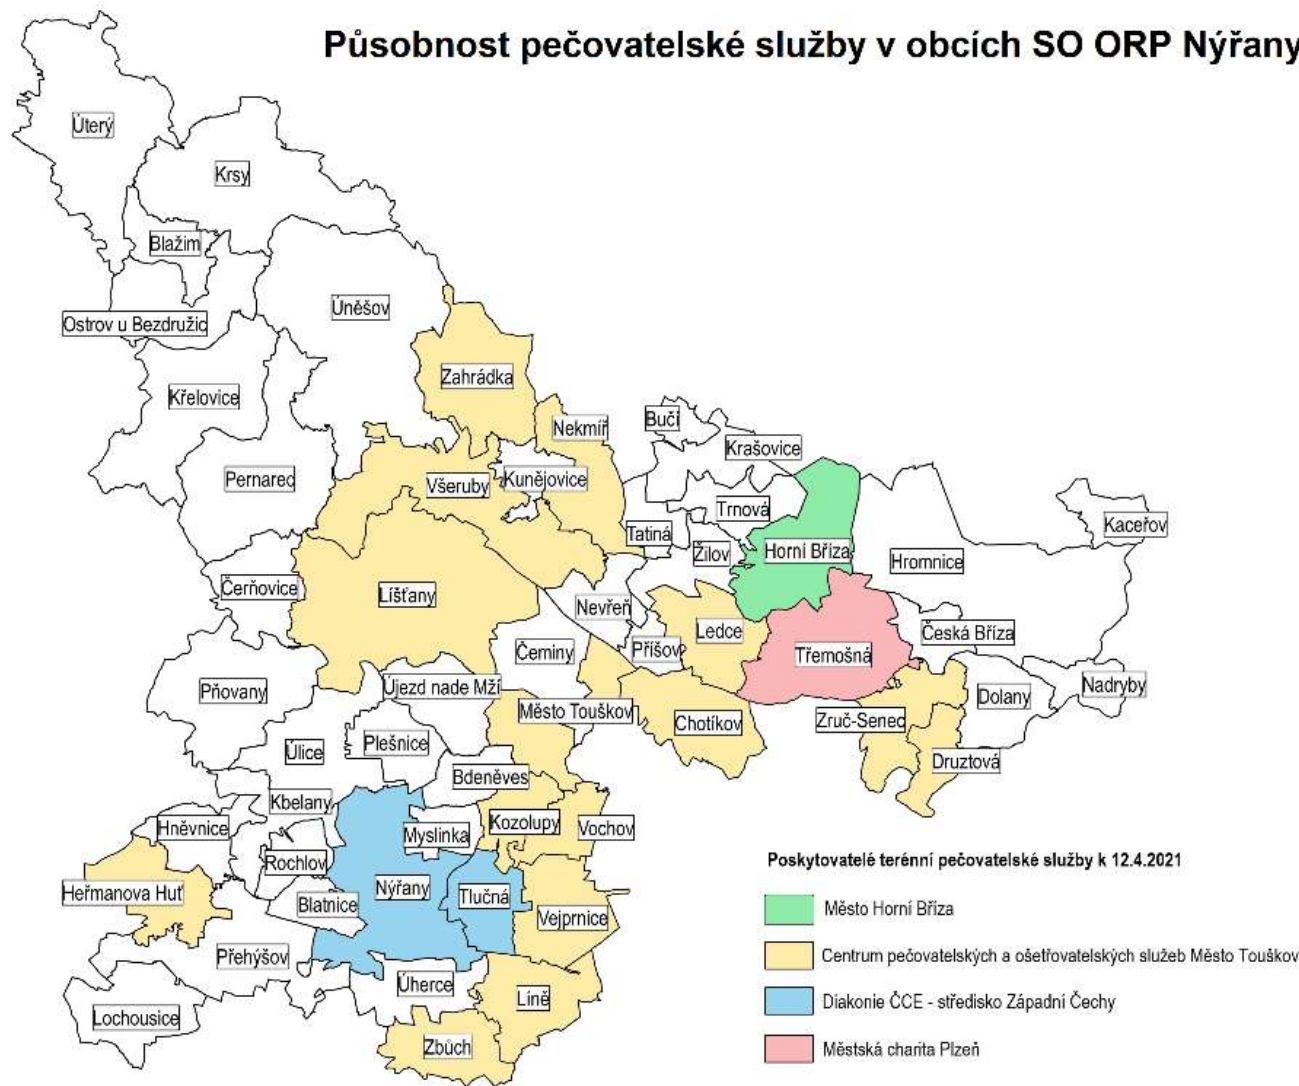 Působnost pečovatelské služby v obcích SO ORP Nýřany
Úterý
Krsy
Blažim
Ostrov u Bezdružic
Úněšov
Zahrádka
Křelovice
Nekmíř
Bučí
Krašovice
Pernarec
Všeruby
Kunějovice
Trnová
Kaceřov
Tatiná
Žilov
Horní Bříza
Hromnice
Čerňovice
Líšťany
Nevřeň
Ledce
Česká Bříza
Příšov
Čeminy
Třemošná
Pňovany
Újezd nade Mží
Nadryby
Dolany
Město Touškov
Chotíkov
Zruč-Senec
Úlice
Plešnice
Druztová
Bdeněves
Kbelany
Hněvnice
Myslinka
Kozolupy
Vochov
Rochlov
Heřmanova Huť
Nýřany
Tlučná
Blatnice
Vejprnice
Přehýšov
Úherce
Líně
Lochousice
Zbůch
Poskytovatelé terénní pečovatelské služby k 12.4.2021
Město Horní Bříza
Centrum pečovatelských a ošetřovatelských služeb Město Touškov
Diakonie ČCE - středisko Západní Čechy
Městská charita Plzeň